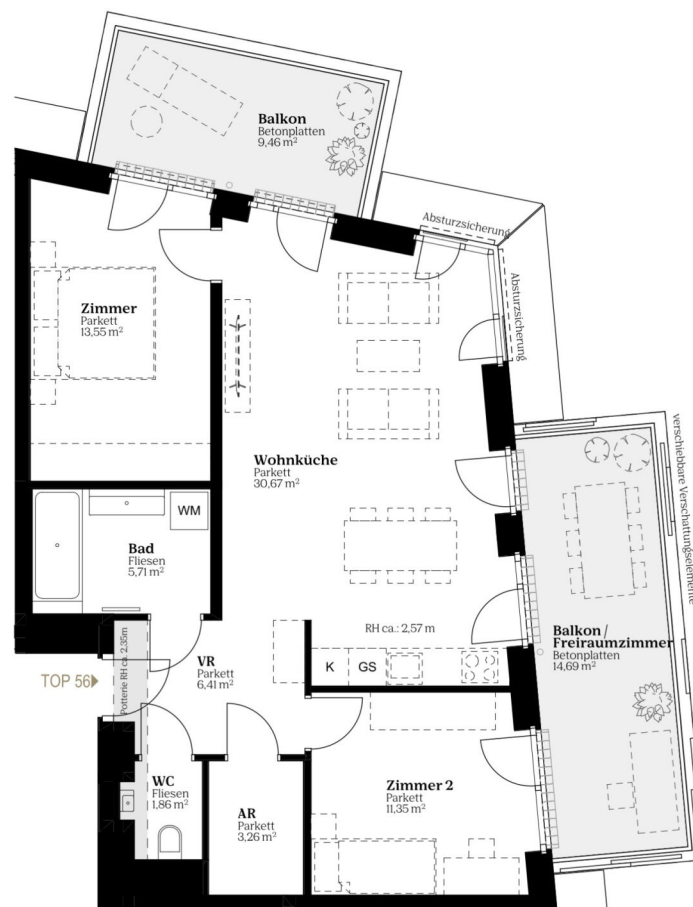 Balkon
Betonplatten
9,46 m²
Absturzsicherung
Absturzsicherung
Zimmer
Parkett
13,55 m²
Wohnküche
Parkett
30,67 m²
verschiebbare Verschattungselemente
WM
Bad
Fliesen
5,71 m²
RH ca.: 2,57 m
Balkon /
Freiraumzimmer
Betonplatten
14,69 m²
K
GS
VR
Parkett
6,41 m²
Potterie RH ca. 2,35m
TOP 56
WC
Fliesen
1,86 m²
AR
Parkett
3,26 m²
Zimmer 2
Parkett
11,35 m²